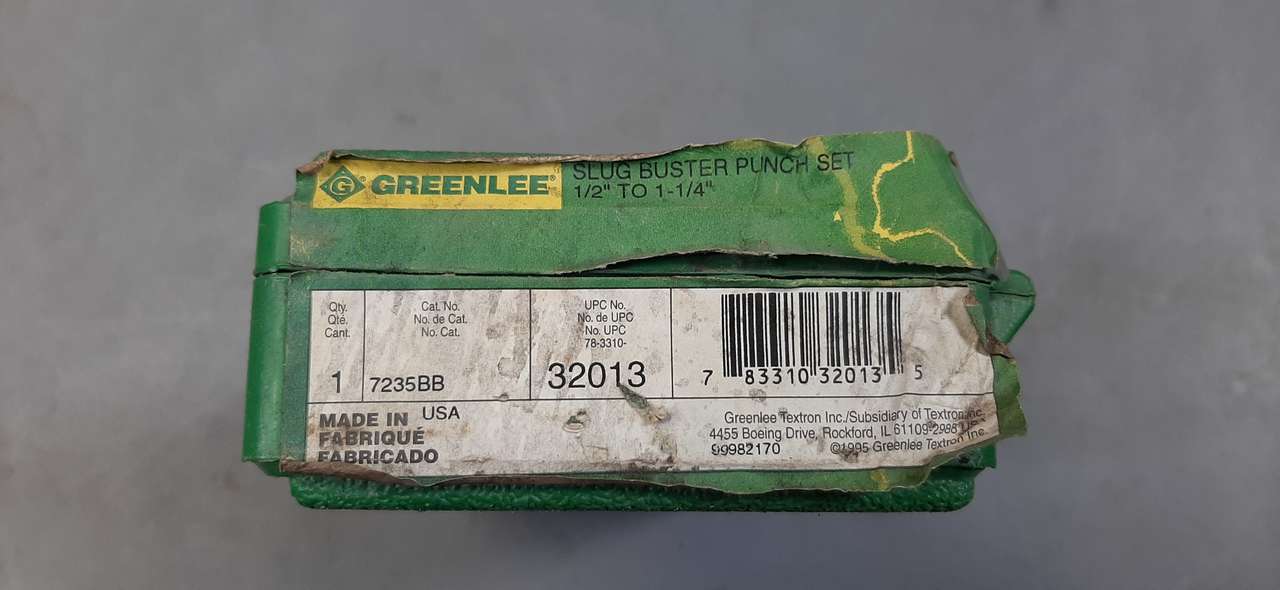 G GREENLEE®
SLUG BUSTER PUNCH SET
1/2" TO 1-1/4"
Qty.
Qté.
Cant.
1
Cat. No.
No. de Cat.
No. Cat.
7235BB
UPC No.
No. de UPC
No. UPC
78-3310-
32013
7 83310 32013 5
MADE IN USA
FABRIQUÉ
FABRICADO
Greenlee Textron Inc./Subsidiary of Textron Inc.
4455 Boeing Drive, Rockford, IL 61109-2988 USA
99982170 ©1995 Greenlee Textron Inc.